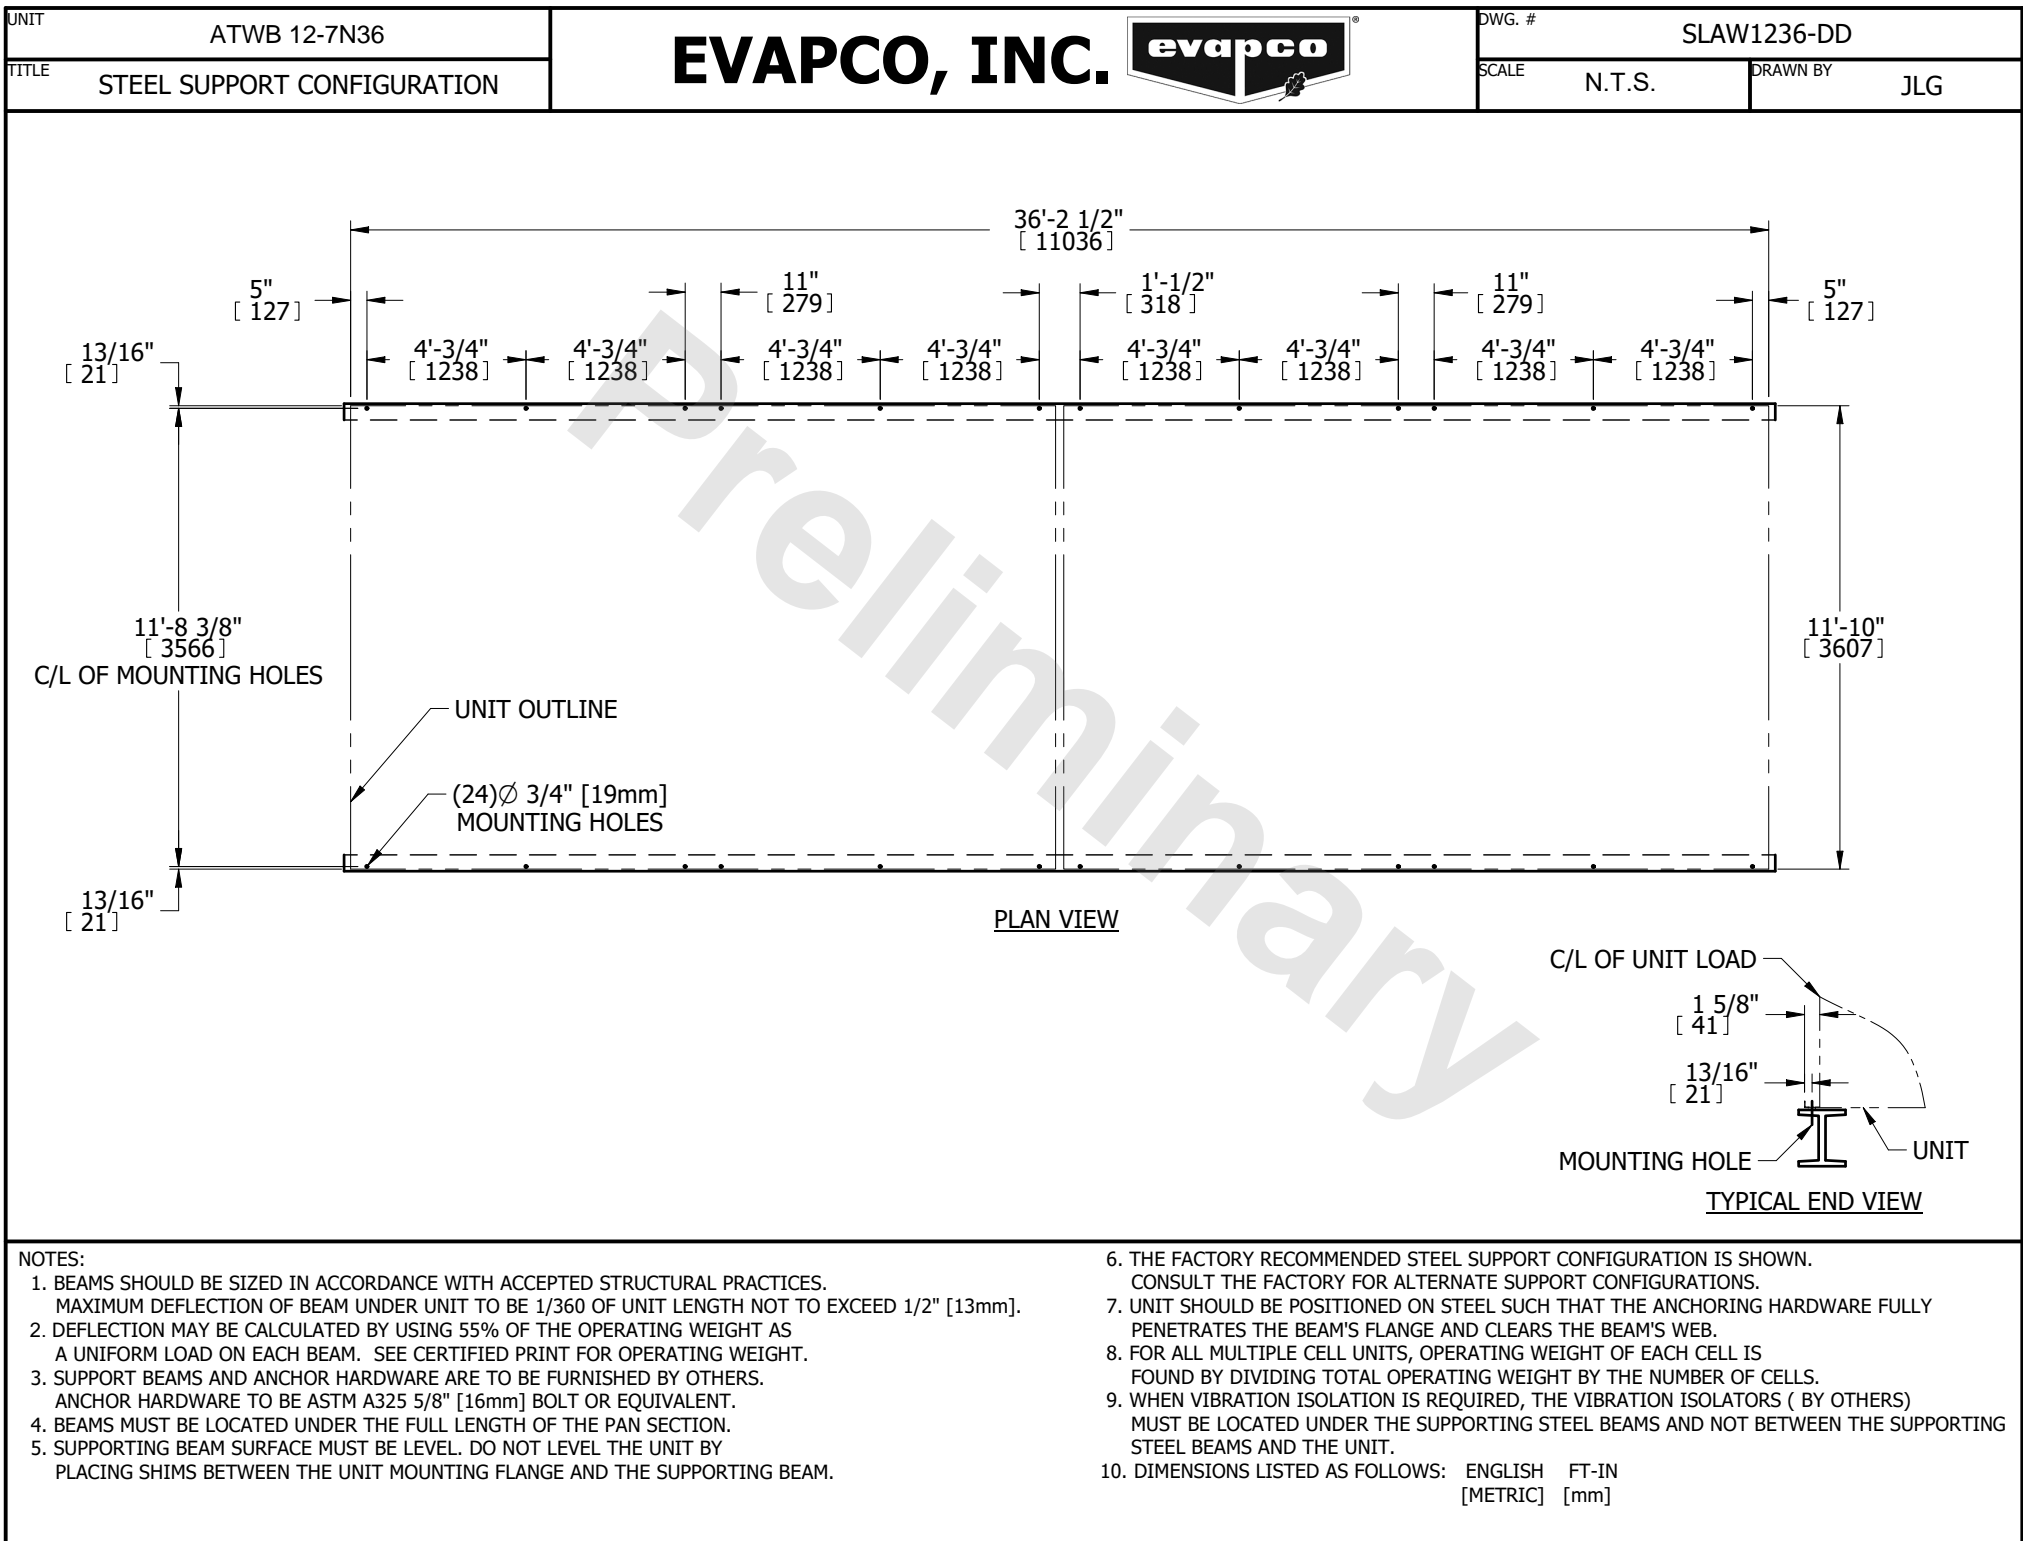 UNIT
ATWB 12-7N36
TITLE
STEEL SUPPORT CONFIGURATION
EVAPCO, INC.
evapco
®
DWG. #
SLAW1236-DD
SCALE
N.T.S.
DRAWN BY
JLG
36'-2 1/2"
[ 11036]
5"
[ 127]
11"
[ 279]
1'-1/2"
[ 318 ]
11"
[ 279]
5"
[ 127]
13/16"
[ 21]
4'-3/4"
[ 1238]
4'-3/4"
[ 1238]
4'-3/4"
[ 1238]
4'-3/4"
[ 1238]
4'-3/4"
[ 1238]
4'-3/4"
[ 1238]
4'-3/4"
[ 1238]
4'-3/4"
[ 1238]
11'-8 3/8"
[ 3566]
C/L OF MOUNTING HOLES
11'-10"
[ 3607]
UNIT OUTLINE
(24)∅ 3/4" [19mm]
MOUNTING HOLES
13/16"
[ 21]
PLAN VIEW
Preliminary
C/L OF UNIT LOAD
1 5/8"
[ 41]
13/16"
[ 21]
MOUNTING HOLE
UNIT
TYPICAL END VIEW
NOTES:
1. BEAMS SHOULD BE SIZED IN ACCORDANCE WITH ACCEPTED STRUCTURAL PRACTICES.
MAXIMUM DEFLECTION OF BEAM UNDER UNIT TO BE 1/360 OF UNIT LENGTH NOT TO EXCEED 1/2" [13mm].
2. DEFLECTION MAY BE CALCULATED BY USING 55% OF THE OPERATING WEIGHT AS
A UNIFORM LOAD ON EACH BEAM. SEE CERTIFIED PRINT FOR OPERATING WEIGHT.
3. SUPPORT BEAMS AND ANCHOR HARDWARE ARE TO BE FURNISHED BY OTHERS.
ANCHOR HARDWARE TO BE ASTM A325 5/8" [16mm] BOLT OR EQUIVALENT.
4. BEAMS MUST BE LOCATED UNDER THE FULL LENGTH OF THE PAN SECTION.
5. SUPPORTING BEAM SURFACE MUST BE LEVEL. DO NOT LEVEL THE UNIT BY
PLACING SHIMS BETWEEN THE UNIT MOUNTING FLANGE AND THE SUPPORTING BEAM.
6. THE FACTORY RECOMMENDED STEEL SUPPORT CONFIGURATION IS SHOWN.
CONSULT THE FACTORY FOR ALTERNATE SUPPORT CONFIGURATIONS.
7. UNIT SHOULD BE POSITIONED ON STEEL SUCH THAT THE ANCHORING HARDWARE FULLY
PENETRATES THE BEAM'S FLANGE AND CLEARS THE BEAM'S WEB.
8. FOR ALL MULTIPLE CELL UNITS, OPERATING WEIGHT OF EACH CELL IS
FOUND BY DIVIDING TOTAL OPERATING WEIGHT BY THE NUMBER OF CELLS.
9. WHEN VIBRATION ISOLATION IS REQUIRED, THE VIBRATION ISOLATORS ( BY OTHERS)
MUST BE LOCATED UNDER THE SUPPORTING STEEL BEAMS AND NOT BETWEEN THE SUPPORTING
STEEL BEAMS AND THE UNIT.
10. DIMENSIONS LISTED AS FOLLOWS: ENGLISH FT-IN
[METRIC] [mm]